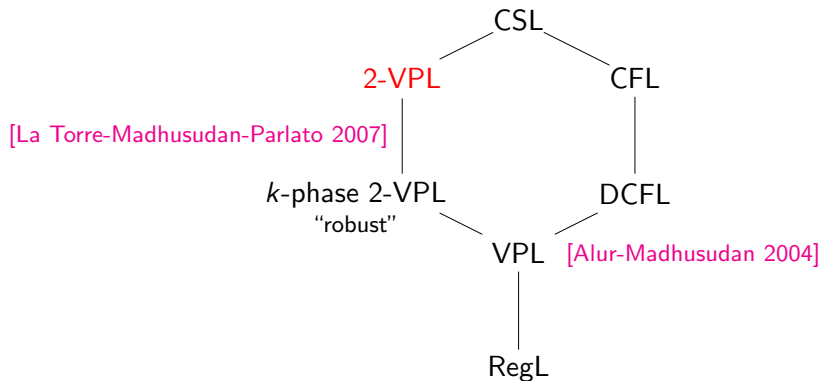 CSL
2-VPL
CFL
[La Torre-Madhusudan-Parlato 2007]
k-phase 2-VPL
DCFL
“robust”
VPL
[Alur-Madhusudan 2004]
RegL